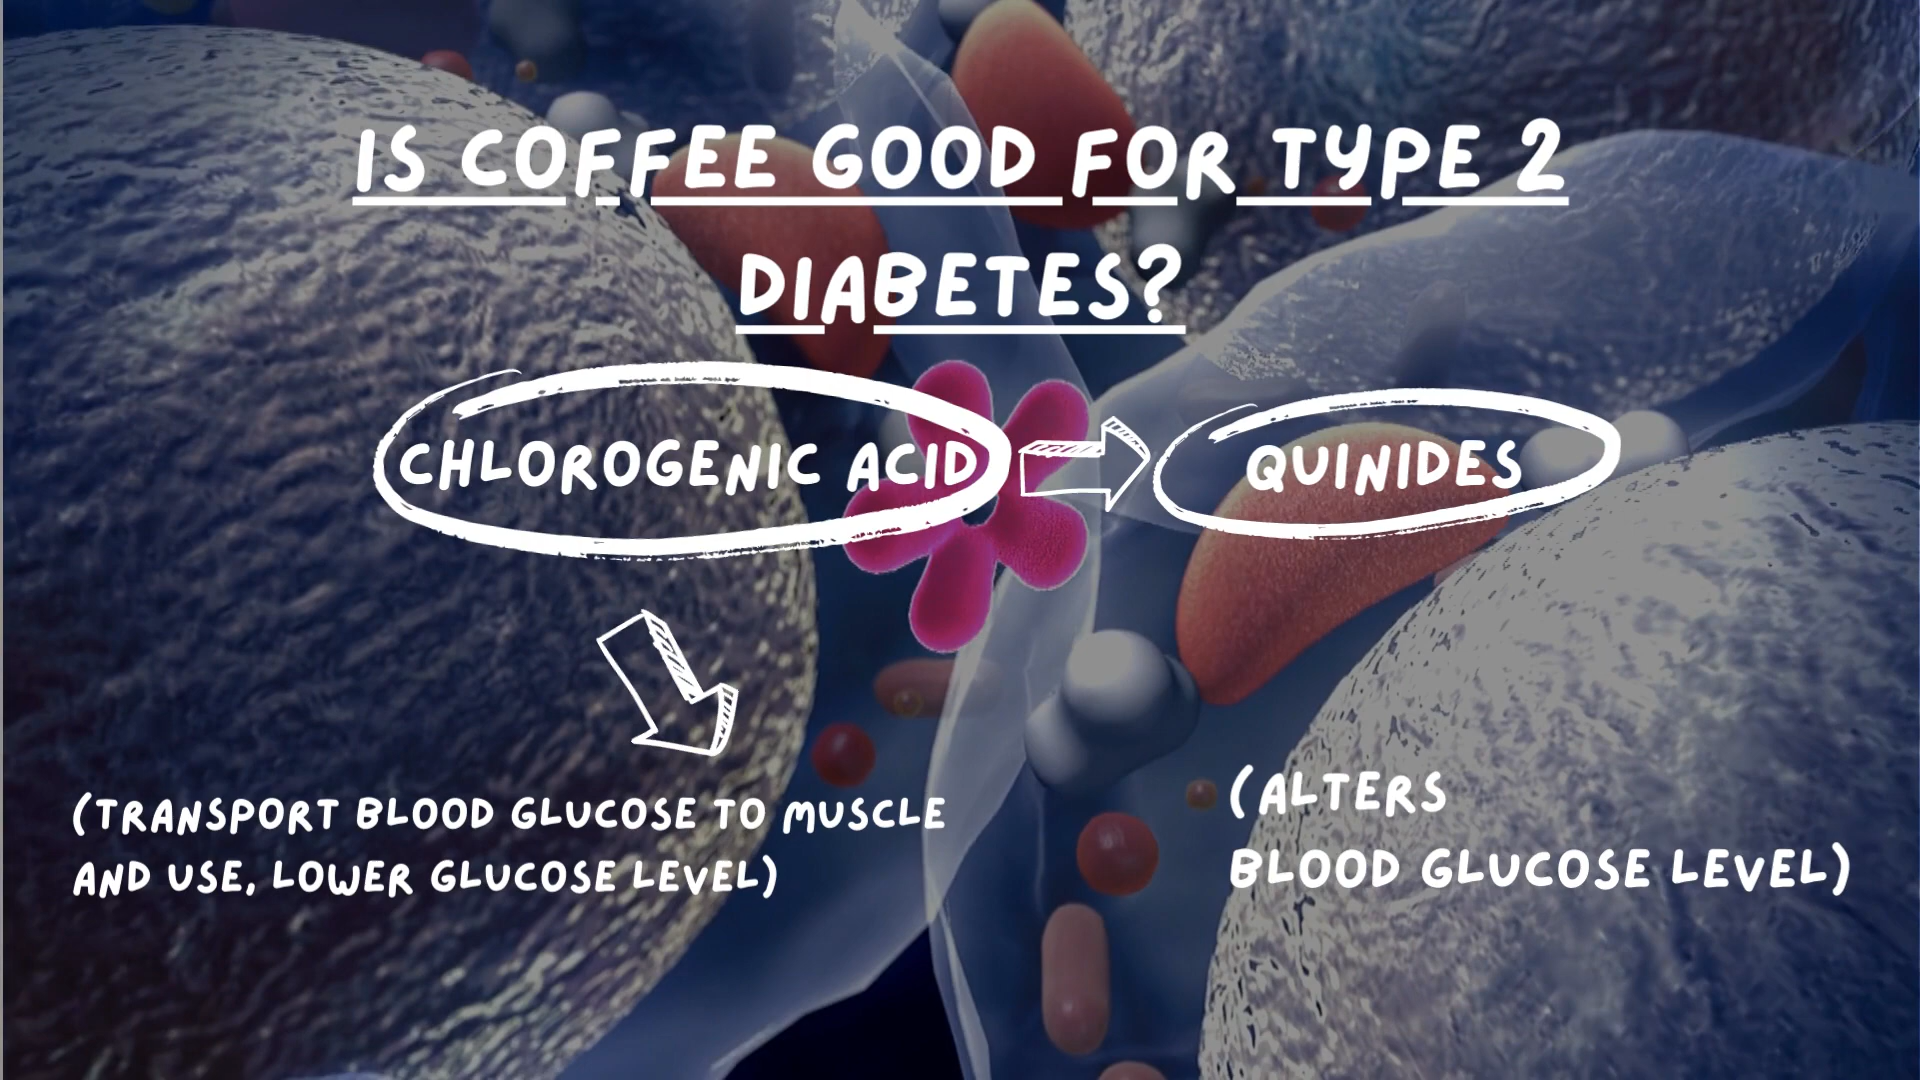 IS COFFEE GOOD FOR TYPE 2
DIABETES?
CHLOROGENIC ACID
QUINIDES
(TRANSPORT BLOOD GLUCOSE TO MUSCLE
AND USE, LOWER GLUCOSE LEVEL)
(ALTERS
BLOOD GLUCOSE LEVEL)